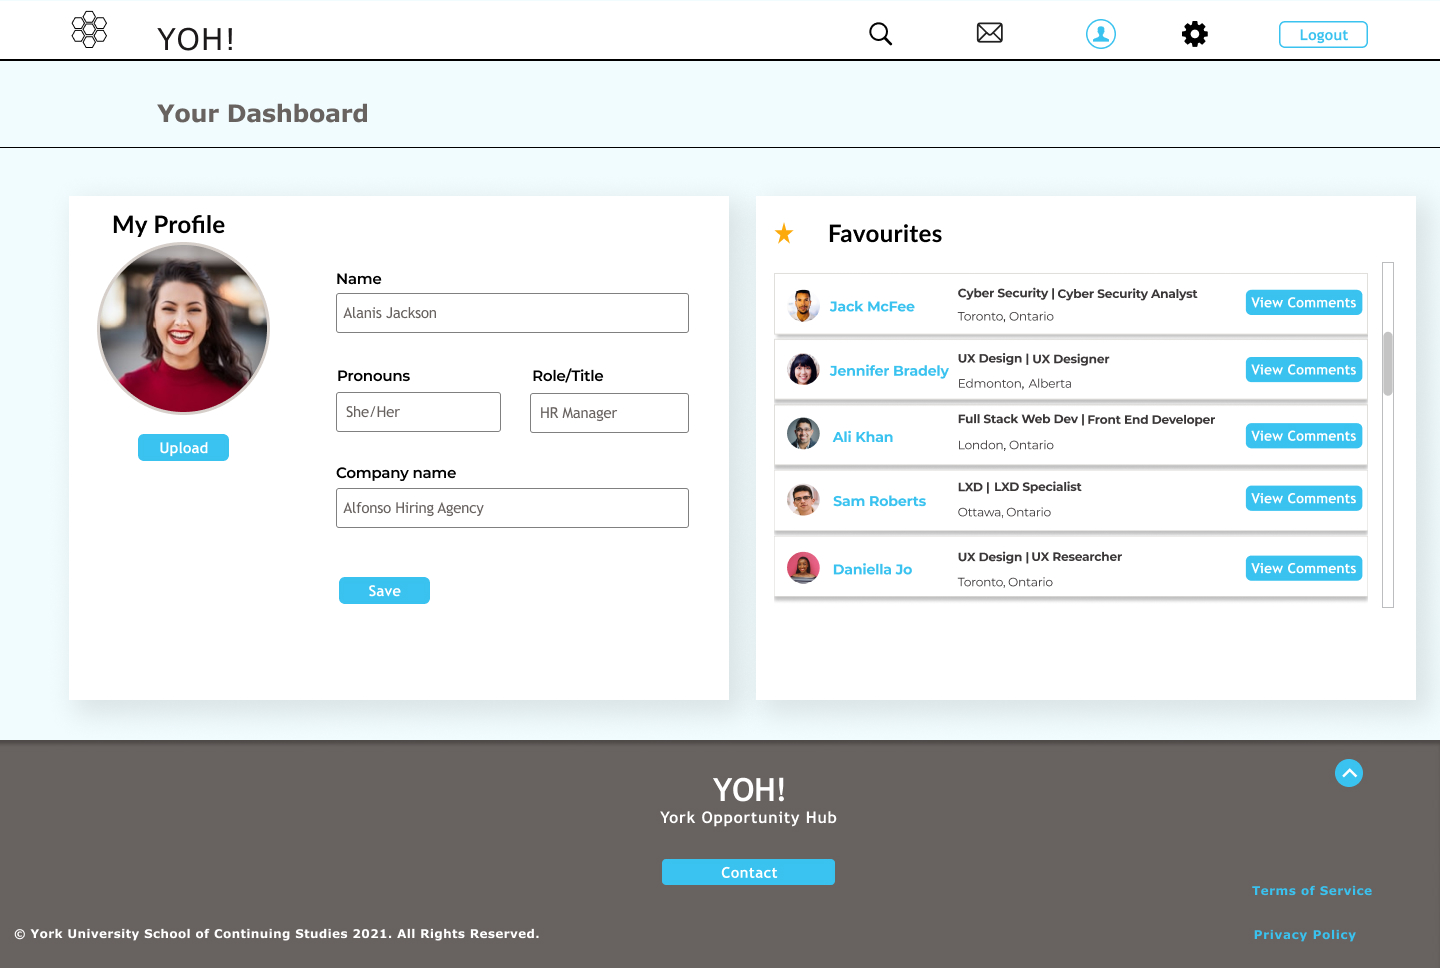 YOH!
Logout
Your Dashboard
My Profile
Name
Alanis Jackson
Pronouns
Role/Title
She/Her
HR Manager
Upload
Company name
Alfonso Hiring Agency
Save
Favourites
Jack McFee
Cyber Security | Cyber Security Analyst
Toronto, Ontario
View Comments
Jennifer Bradely
UX Design | UX Designer
Edmonton, Alberta
View Comments
Ali Khan
Full Stack Web Dev | Front End Developer
London, Ontario
View Comments
Sam Roberts
LXD | LXD Specialist
Ottawa, Ontario
View Comments
Daniella Jo
UX Design | UX Researcher
Toronto, Ontario
View Comments
YOH!
York Opportunity Hub
Contact
Terms of Service
© York University School of Continuing Studies 2021. All Rights Reserved.
Privacy Policy